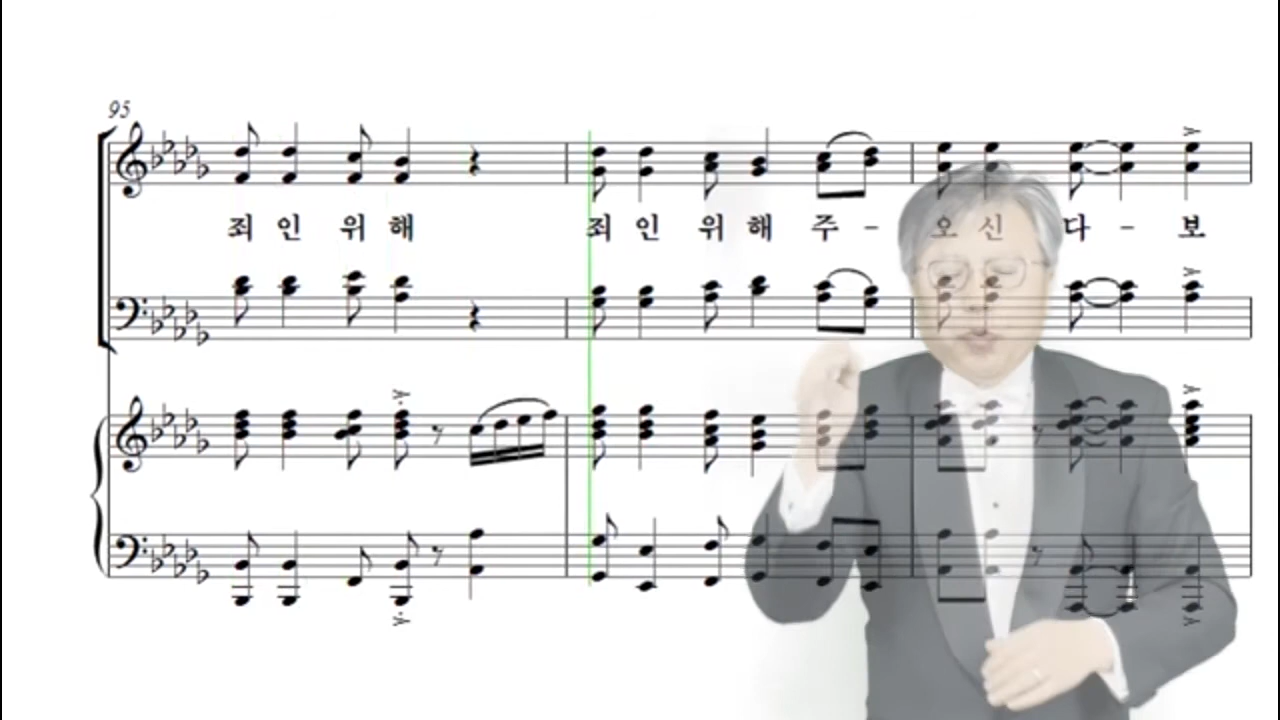 95
죄 인 위 해 죄 인 위 해 주 - 오 신 다 - 보